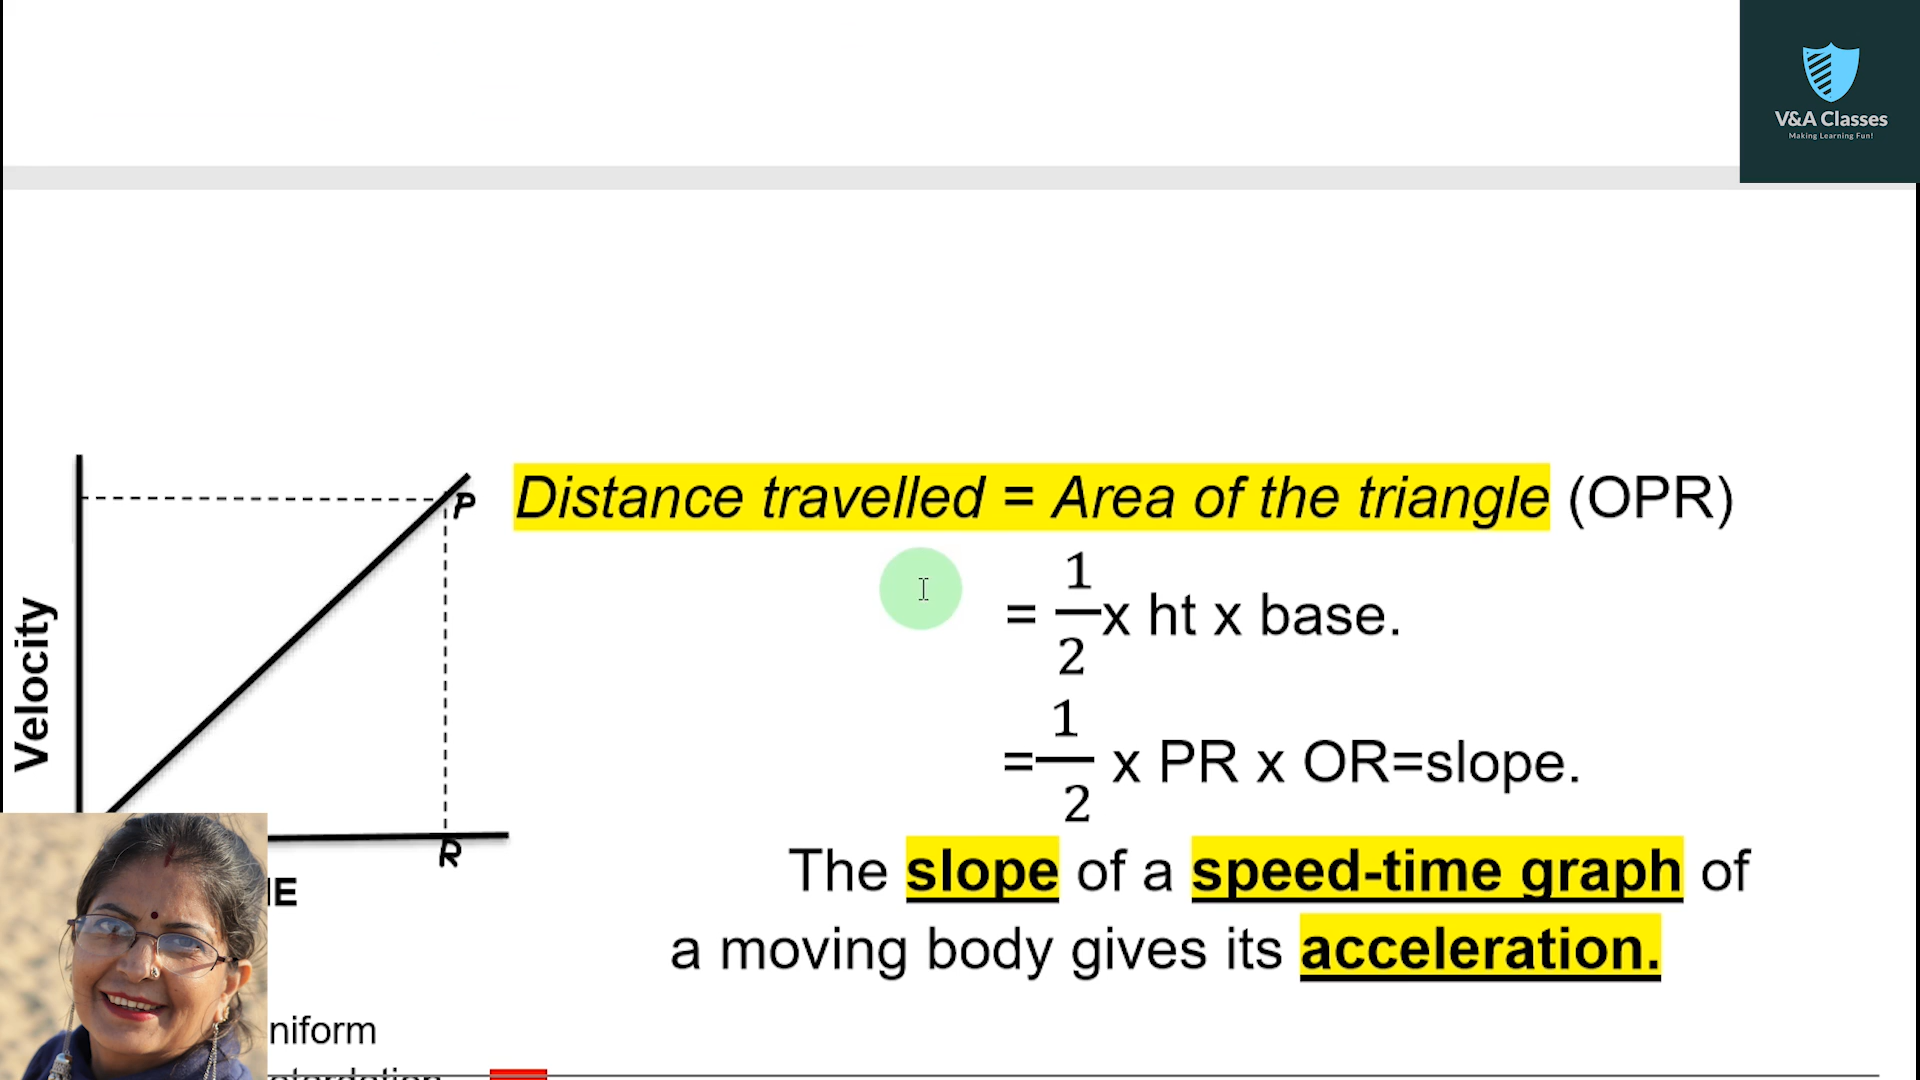 V&A Classes
Making Learning Fun!
Velocity
P
R
E
Distance travelled = Area of the triangle (OPR)
= 1/2 x ht x base.
= 1/2 x PR x OR=slope.
The slope of a speed-time graph of
a moving body gives its acceleration.
niform